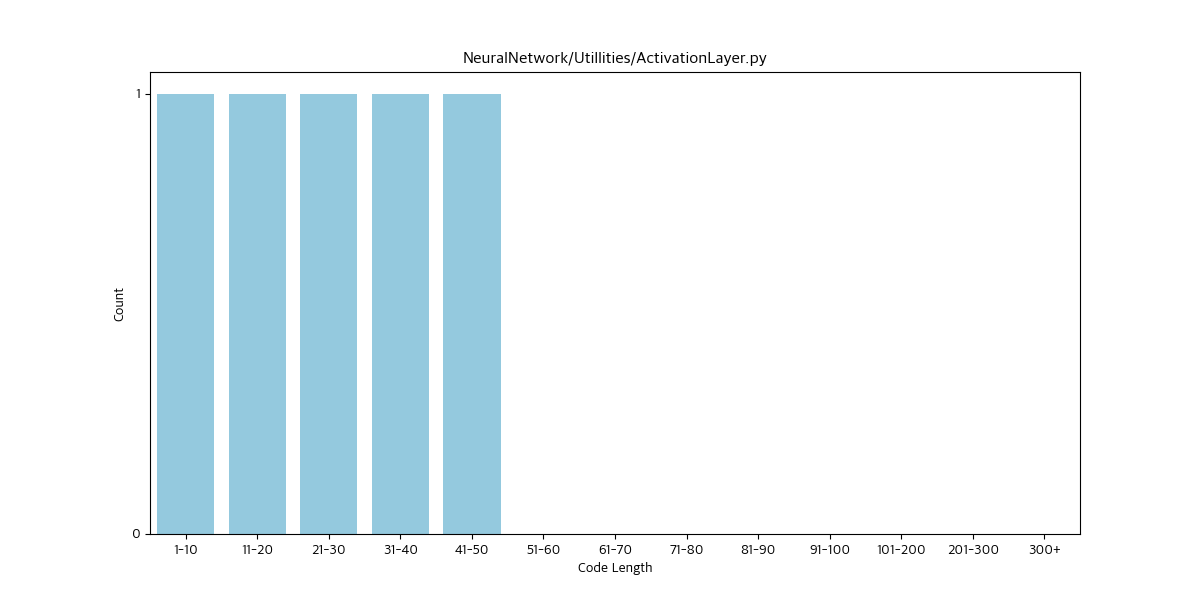 NeuralNetwork/Utillities/ActivationLayer.py
1
Count
0
1-10 11-20 21-30 31-40 41-50 51-60 61-70 71-80 81-90 91-100 101-200 201-300 300+
Code Length